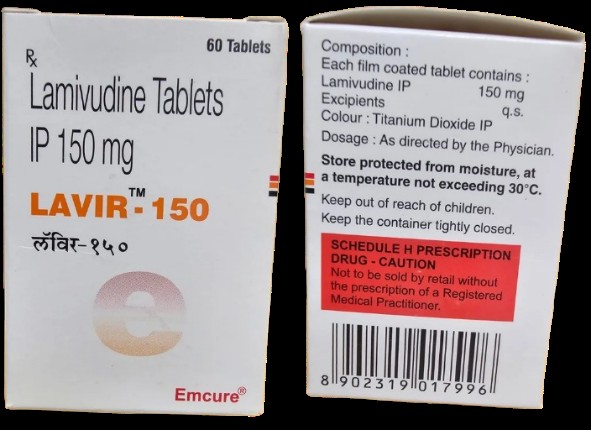 60 Tablets
Rx
Lamivudine Tablets
IP 150 mg
LAVIR™-150
लॅविर-१५०
e
Emcure®
Composition :
Each film coated tablet contains :
Lamivudine IP 150 mg
Excipients q.s.
Colour : Titanium Dioxide IP
Dosage : As directed by the Physician.
Store protected from moisture, at
a temperature not exceeding 30°C.
Keep out of reach of children.
Keep the container tightly closed.
SCHEDULE H PRESCRIPTION
DRUG - CAUTION
Not to be sold by retail without
the prescription of a Registered
Medical Practitioner.
8 902319 017996